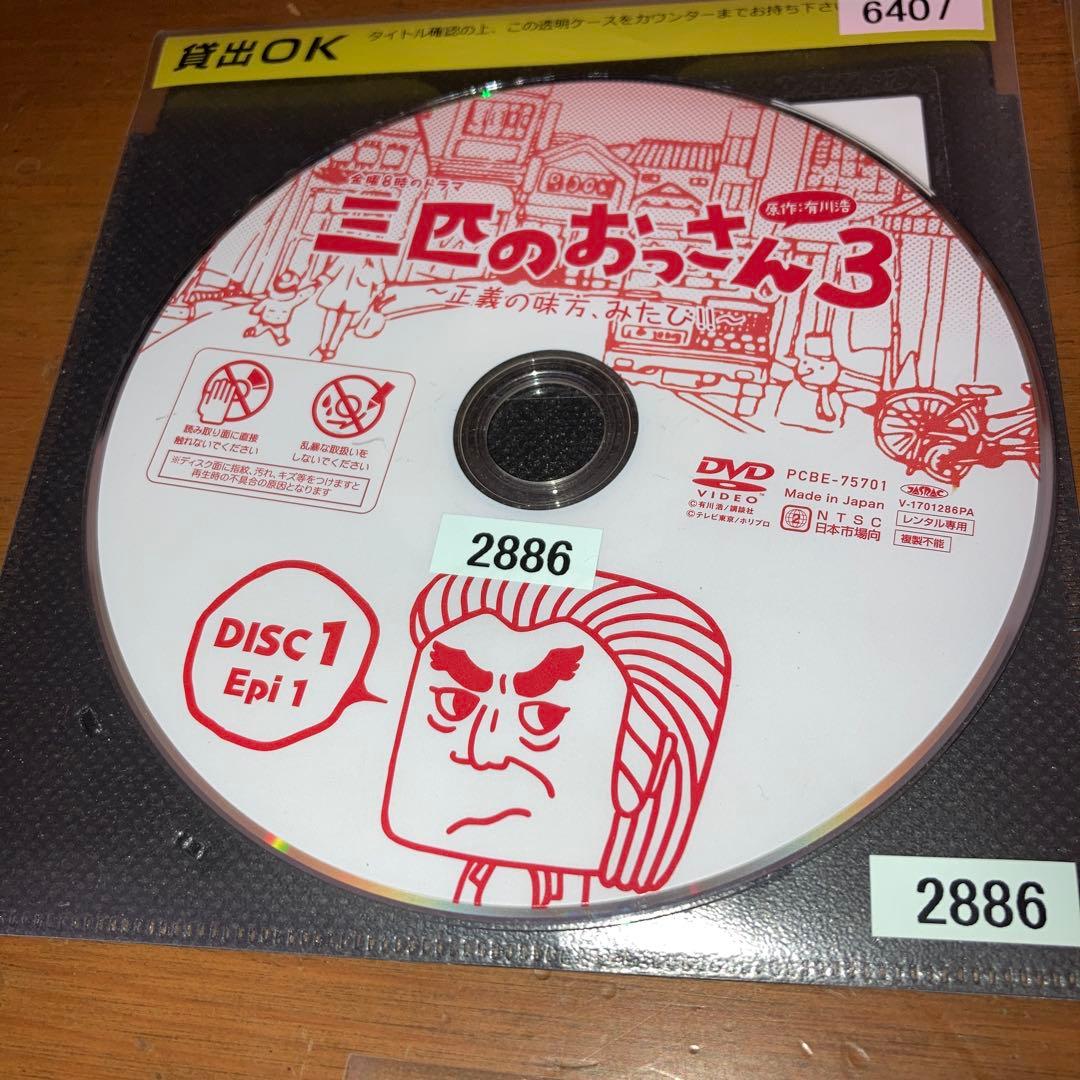 6407
貸出OK
タイトル確認の上、この透明ケースをカウンターまでお持ち下さい
金曜8時のドラマ
三匹のおっさん3
原作:有川浩
～正義の味方、みたび!!～
読み取り面に直接
触れないでください
乱暴な取扱いを
しないでください
※ディスク面に指紋、汚れ、キズ等をつけますと
再生時の不具合の原因となります
DVD
VIDEO
©有川浩/講談社
©テレビ東京/ホリプロ
PCBE-75701
Made in Japan
2
NTSC
日本市場向
JASRAC
V-1701286PA
レンタル専用
複製不能
2886
DISC 1
Epi 1
2886